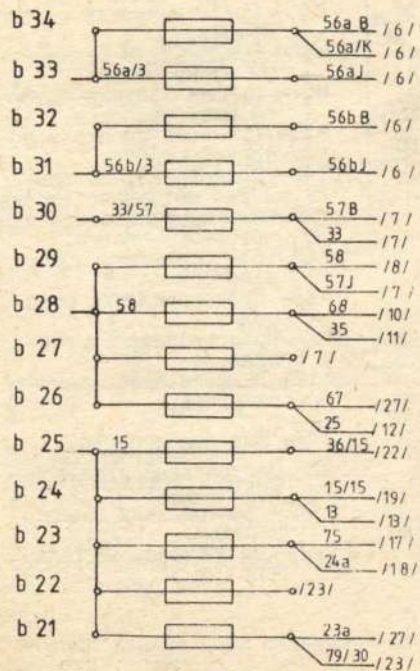 b 34 56a B /6/
56a/K /6/
b 33 56a/3 56aJ /6/
b 32 56b B /6/
b 31 56b/3 56bJ /6/
b 30 33/57 57B /7/
33 /7/
b 29 58 /8/
57J /7/
b 28 58 68 /10/
35 /11/
b 27 /7/
b 26 67 /27/
25 /12/
b 25 15 36/15 /22/
b 24 15/15 /19/
13 /13/
b 23 75 /17/
24a /18/
b 22 /23/
b 21 23a /27/
79/30 /23/